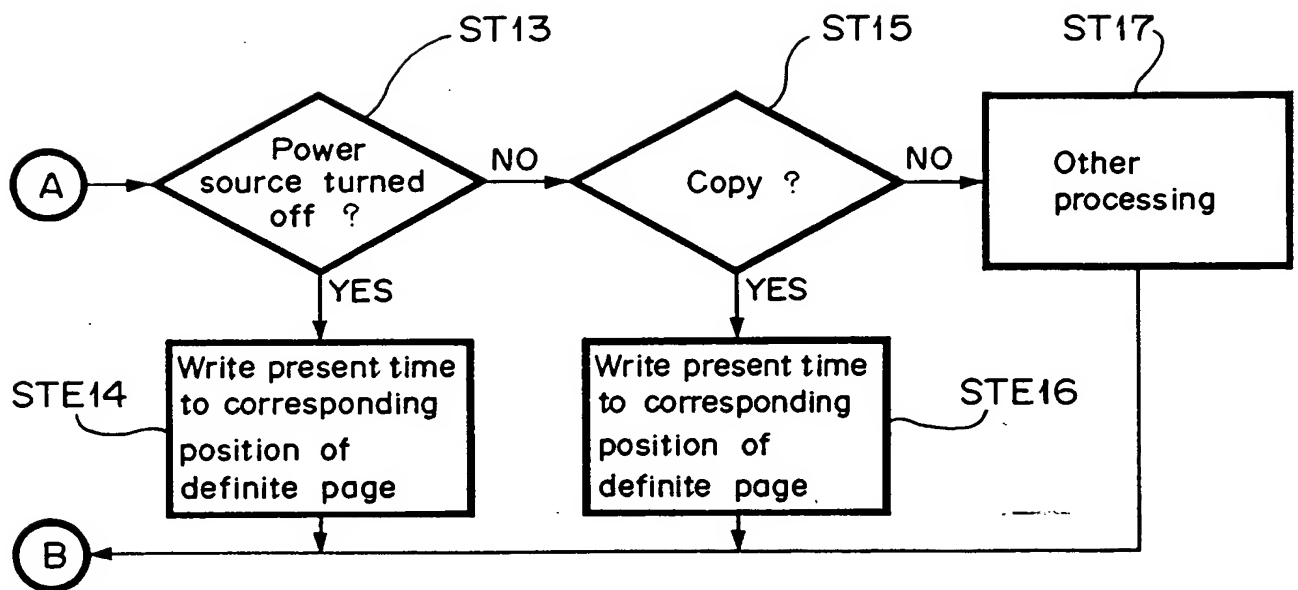 ST13
ST15
ST17
A
Power
source turned
off ?
NO
Copy ?
NO
Other
processing
YES
YES
STE14
Write present time
to corresponding
position of
definite page
Write present time
to corresponding
position of
definite page
STE16
B